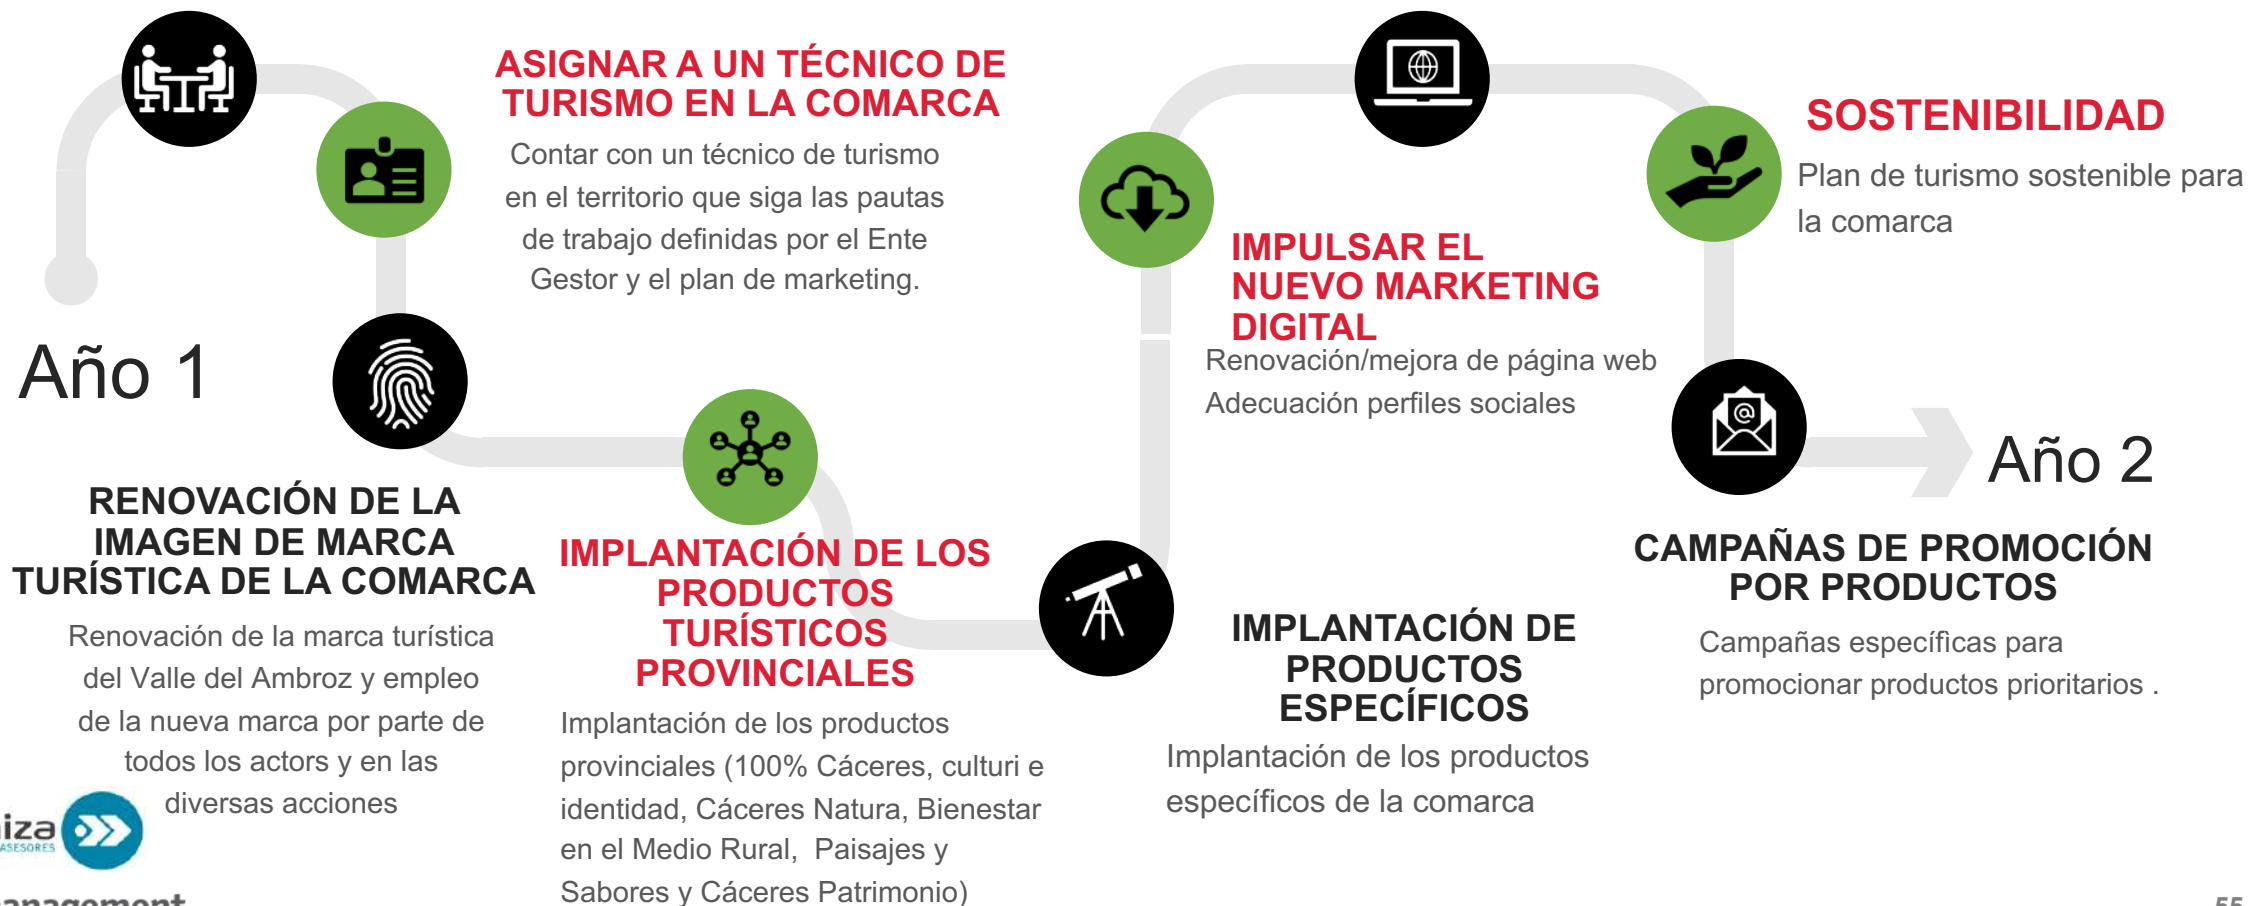 ASIGNAR A UN TÉCNICO DE
TURISMO EN LA COMARCA
Contar con un técnico de turismo
en el territorio que siga las pautas
de trabajo definidas por el Ente
Gestor y el plan de marketing.
Año 1
RENOVACIÓN DE LA
IMAGEN DE MARCA
TURÍSTICA DE LA COMARCA
Renovación de la marca turística
del Valle del Ambroz y empleo
de la nueva marca por parte de
todos los actors y en las
diversas acciones
IMPLANTACIÓN DE LOS
PRODUCTOS
TURÍSTICOS
PROVINCIALES
Implantación de los productos
provinciales (100% Cáceres, culturi e
identidad, Cáceres Natura, Bienestar
en el Medio Rural, Paisajes y
Sabores y Cáceres Patrimonio)
IMPULSAR EL
NUEVO MARKETING
DIGITAL
Renovación/mejora de página web
Adecuación perfiles sociales
IMPLANTACIÓN DE
PRODUCTOS
ESPECÍFICOS
Implantación de los productos
específicos de la comarca
SOSTENIBILIDAD
Plan de turismo sostenible para
la comarca
@
Año 2
CAMPAÑAS DE PROMOCIÓN
POR PRODUCTOS
Campañas específicas para
promocionar productos prioritarios .
iza
ASESORES
55